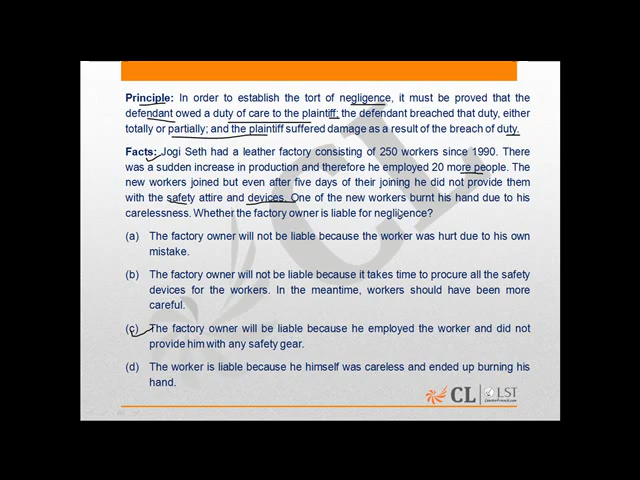 Principle: In order to establish the tort of negligence, it must be proved that the
defendant owed a duty of care to the plaintiff; the defendant breached that duty, either
totally or partially; and the plaintiff suffered damage as a result of the breach of duty.
Facts: Jogi Seth had a leather factory consisting of 250 workers since 1990. There
was a sudden increase in production and therefore he employed 20 more people. The
new workers joined but even after five days of their joining he did not provide them
with the safety attire and devices. One of the new workers burnt his hand due to his
carelessness. Whether the factory owner is liable for negligence?
(a) The factory owner will not be liable because the worker was hurt due to his own
mistake.
(b) The factory owner will not be liable because it takes time to procure all the safety
devices for the workers. In the meantime, workers should have been more
careful.
(c) The factory owner will be liable because he employed the worker and did not
provide him with any safety gear.
(d) The worker is liable because he himself was careless and ended up burning his
hand.
CL LST